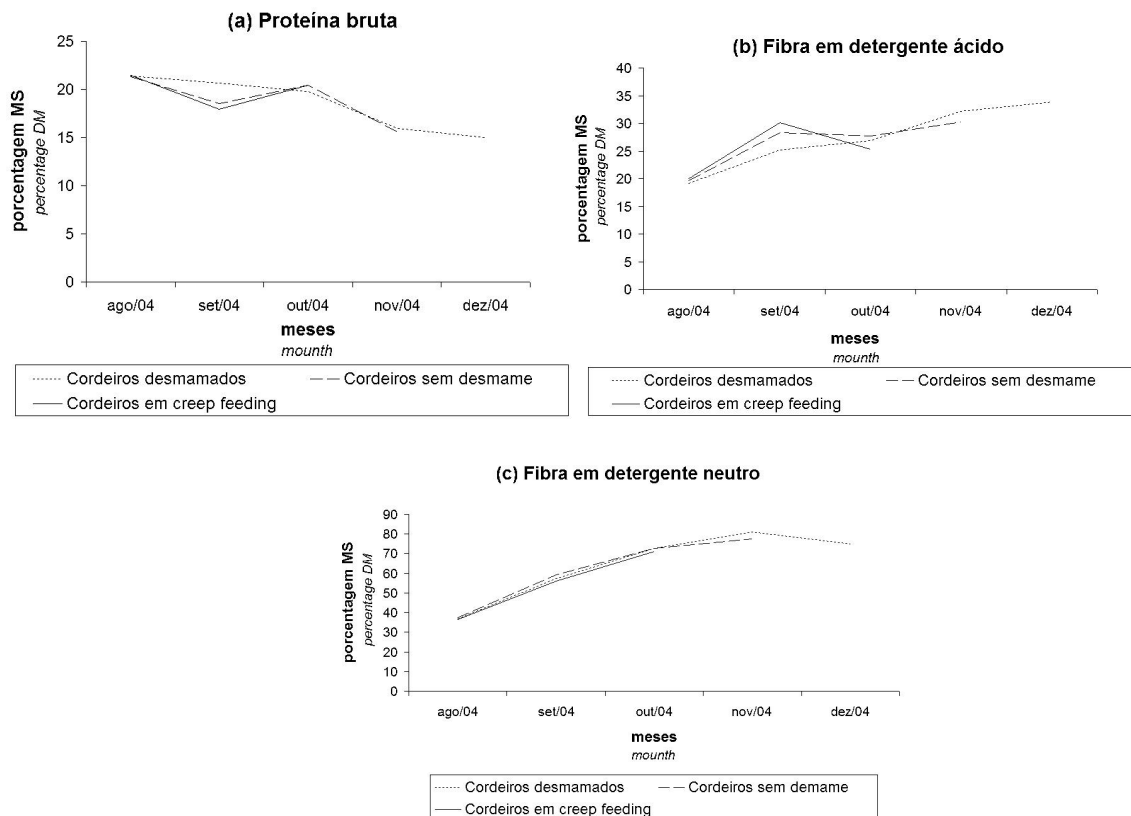 (a) Proteína bruta
porcentagem MS
percentage DM
25
20
15
10
5
0
ago/04 set/04 out/04 nov/04 dez/04
meses
mounth
Cordeiros desmamados Cordeiros sem desmame
Cordeiros em creep feeding
(b) Fibra em detergente ácido
porcentagem MS
percentage DM
40
35
30
25
20
15
10
5
0
ago/04 set/04 out/04 nov/04 dez/04
meses
mounth
Cordeiros desmamados Cordeiros sem desmame
Cordeiros em creep feeding
(c) Fibra em detergente neutro
porcentagem MS
percentage DM
90
80
70
60
50
40
30
20
10
0
ago/04 set/04 out/04 nov/04 dez/04
meses
mounth
Cordeiros desmamados Cordeiros sem demame
Cordeiros em creep feeding